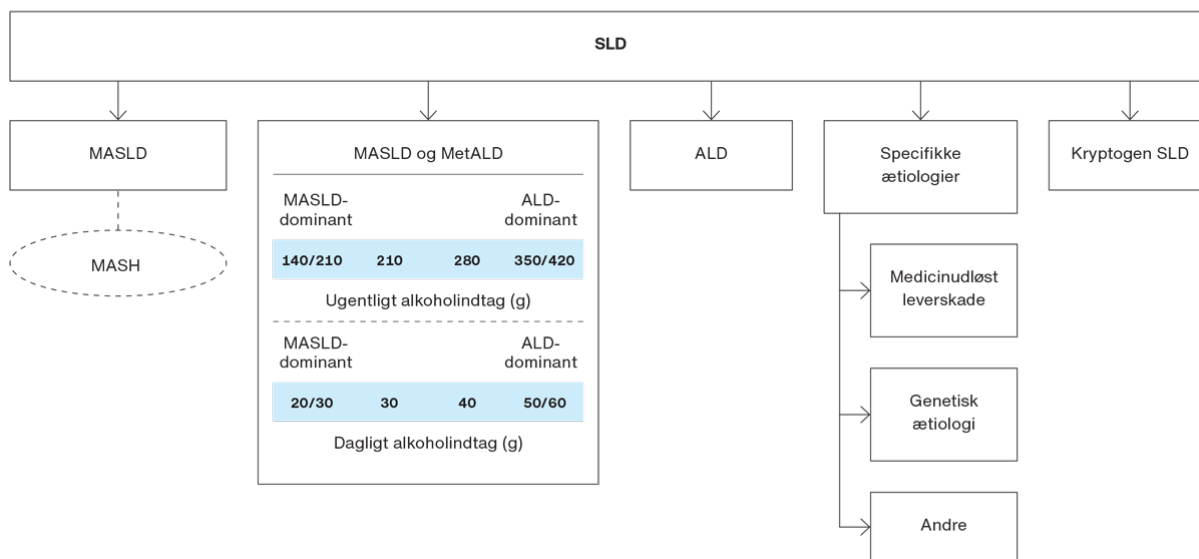 SLD
MASLD
MASH
MASLD og MetALD
MASLD-
dominant
ALD-
dominant
140/210 210 280 350/420
Ugentligt alkoholindtag (g)
MASLD-
dominant
ALD-
dominant
20/30 30 40 50/60
Dagligt alkoholindtag (g)
ALD
Specifikke
ætiologier
Medicinudløst
leverskade
Genetisk
ætiologi
Andre
Kryptogen SLD